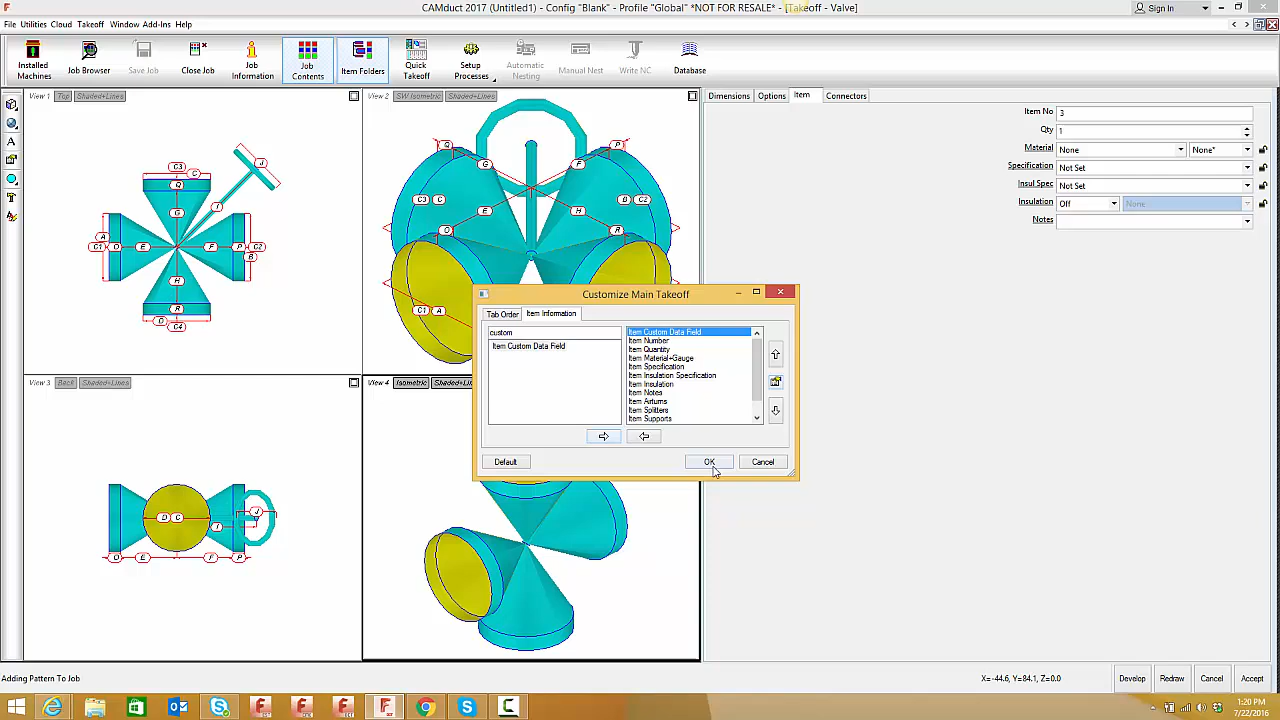 CAMduct 2017 (Untitled1) - Config "Blank" - Profile "Global" *NOT FOR RESALE* - [Takeoff - Valve]
Sign In
File Utilities Cloud Takeoff Window Add-Ins Help
Installed Machines
Job Browser
Save Job
Close Job
Job Information
Job Contents
Item Folders
Quick Takeoff
Setup Processes
Automatic Nesting
Manual Nest
Write NC
Database
View 1 Top Shaded+Lines
View 2 SW Isometric Shaded+Lines
Dimensions Options Item Connectors
Item No 3
Qty 1
Material None None*
Specification Not Set
Insul Spec Not Set
Insulation Off None
Notes
C3 C J
Q
G I
A C1 O E F P C2 B
H
R
D C4
Q P
G F
C3 C B C2
E H
O R
C1 A
Customize Main Takeoff
Tab Order Item Information
custom
Item Custom Data Field
Item Custom Data Field
Item Number
Item Quantity
Item Material+Gauge
Item Specification
Item Insulation Specification
Item Insulation
Item Notes
Item Airturns
Item Splitters
Item Supports
Default OK Cancel
View 3 Back Shaded+Lines
View 4 Isometric
D C I J
O E F P
Adding Pattern To Job
X= -44.6, Y=84.1, Z=0.0
Develop Redraw Cancel Accept
1:20 PM
7/22/2016